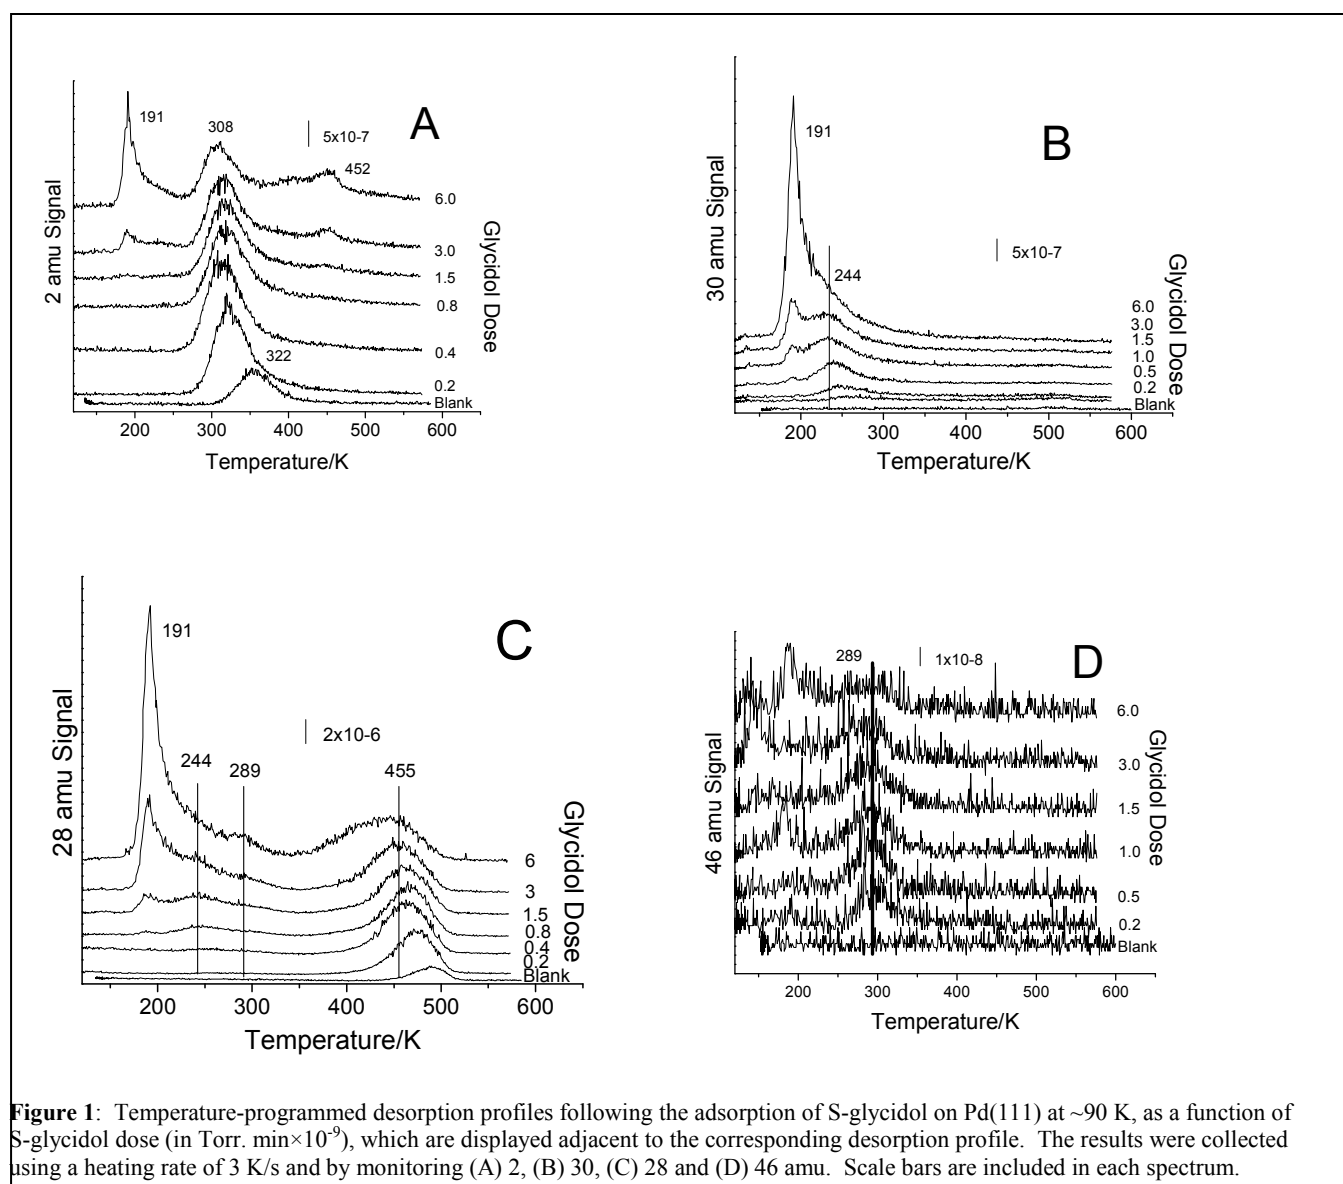 A
191
308
5x10-7
452
2 amu Signal
6.0
3.0
1.5
0.8
0.4
0.2
322
Blank
Glycidol Dose
200 300 400 500 600
Temperature/K
B
191
244
5x10-7
30 amu Signal
6.0
3.0
1.5
1.0
0.5
0.2
Blank
Glycidol Dose
200 300 400 500 600
Temperature/K
C
191
244
289
2x10-6
455
28 amu Signal
6
3
1.5
0.8
0.4
0.2
Blank
Glycidol Dose
200 300 400 500 600
Temperature/K
D
289
1x10-8
46 amu Signal
6.0
3.0
1.5
1.0
0.5
0.2
Blank
Glycidol Dose
200 300 400 500 600
Temperature/K
Figure 1: Temperature-programmed desorption profiles following the adsorption of S-glycidol on Pd(111) at ~90 K, as a function of
S-glycidol dose (in Torr. min×10⁻⁹), which are displayed adjacent to the corresponding desorption profile. The results were collected
using a heating rate of 3 K/s and by monitoring (A) 2, (B) 30, (C) 28 and (D) 46 amu. Scale bars are included in each spectrum.